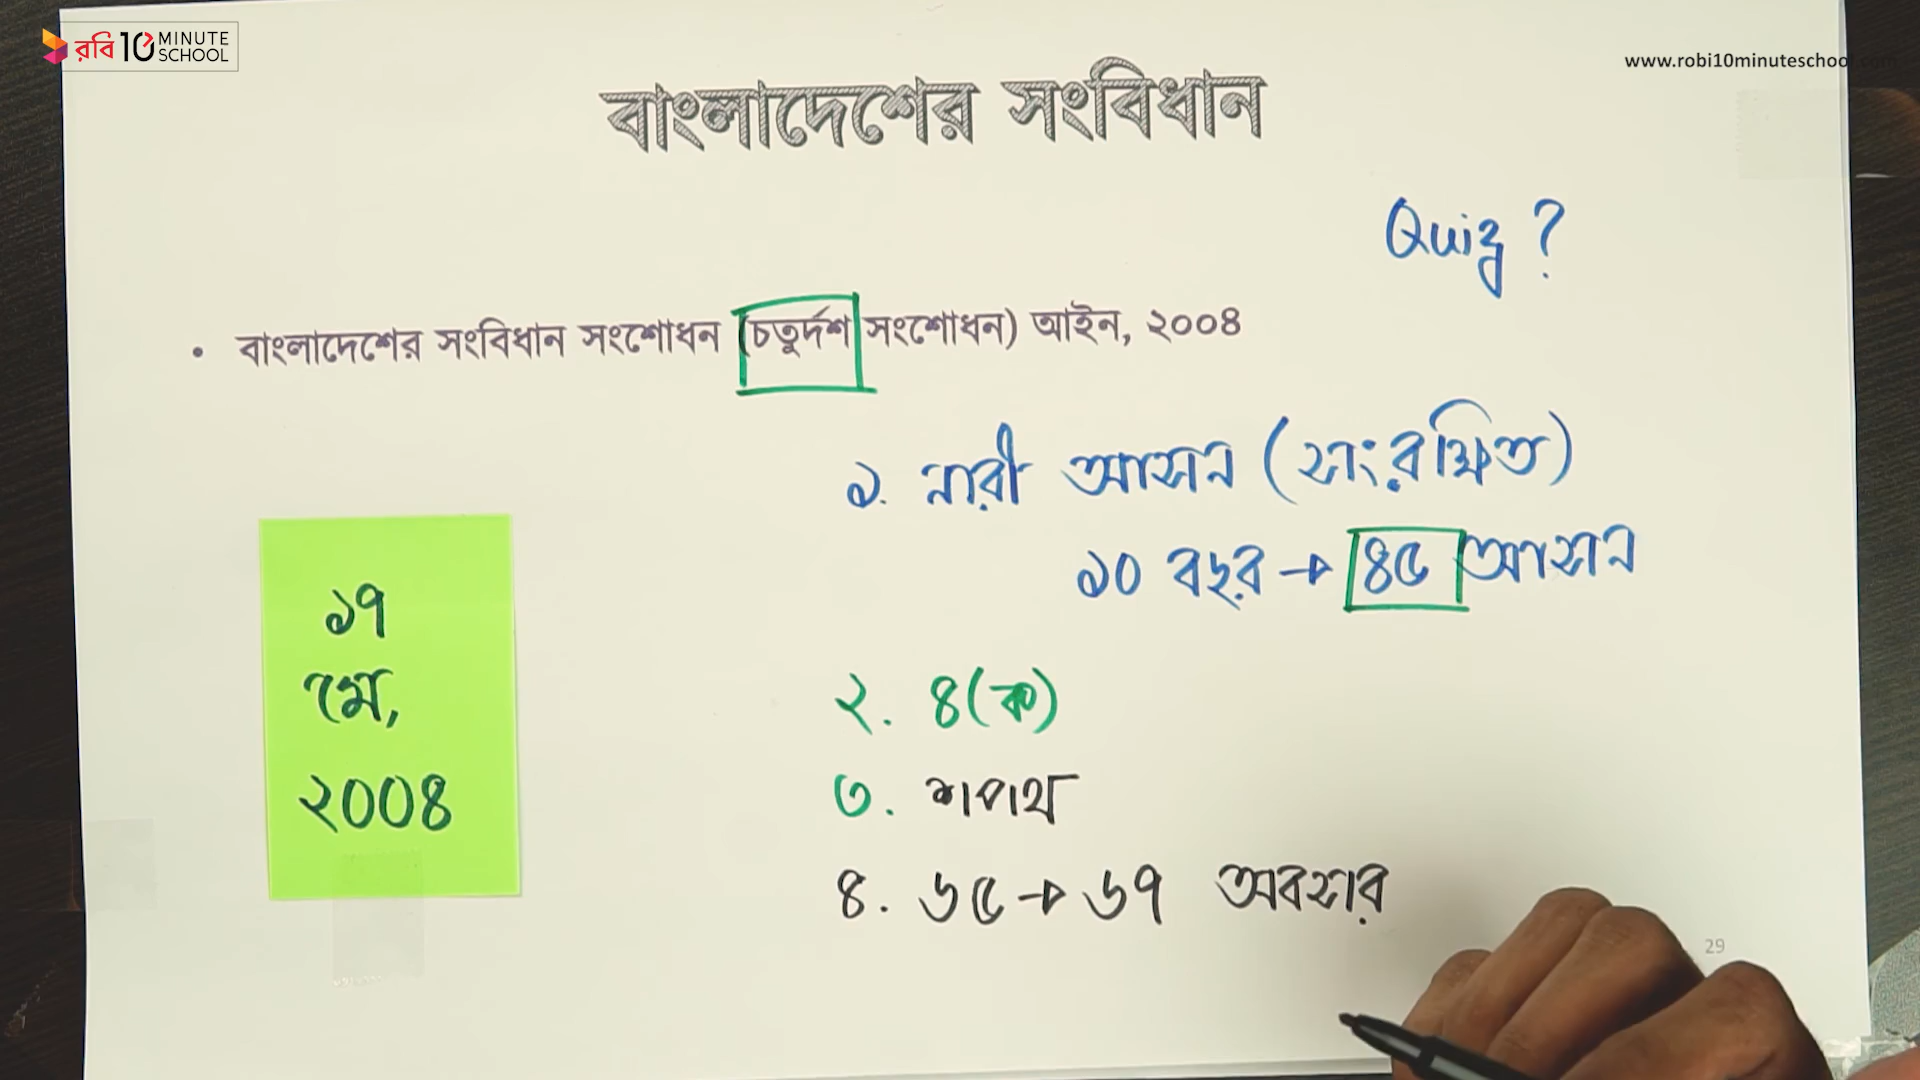 রবি 10 MINUTE SCHOOL
www.robi10minuteschool.com
বাংলাদেশের সংবিধান
Quiz ?
• বাংলাদেশের সংবিধান সংশোধন (চতুর্দশ সংশোধন) আইন, ২০০৪
১. নারী আসন (সংরক্ষিত)
১০ বছর → ৪৫ আসন
১৭
মে,
২০০৪
২. ৪(ক)
৩. শপথ
৪. ৬৫ → ৬৭ অবসর
29